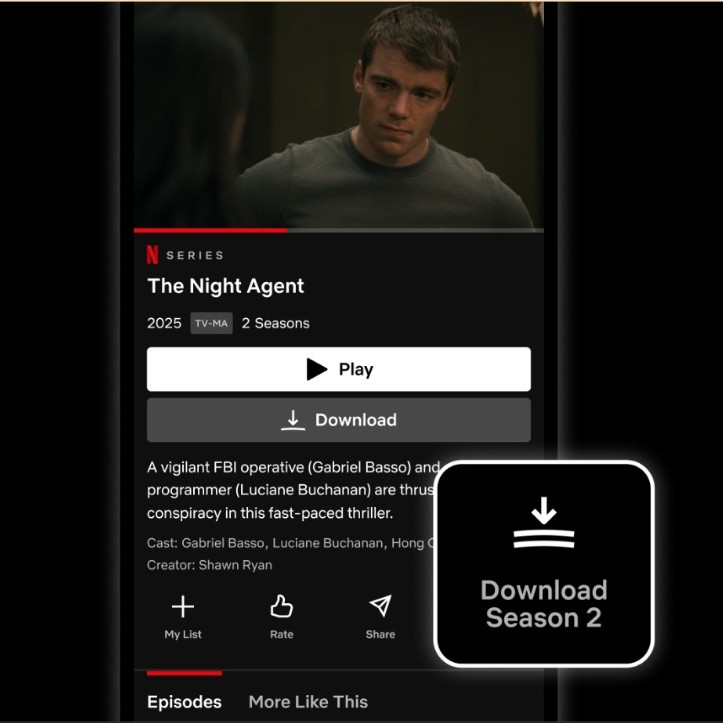 N SERIES
The Night Agent
2025 TV-MA 2 Seasons
Play
Download
A vigilant FBI operative (Gabriel Basso) and
programmer (Luciane Buchanan) are thrus
conspiracy in this fast-paced thriller.
Cast: Gabriel Basso, Luciane Buchanan, Hong
Creator: Shawn Ryan
My List Rate Share
Download
Season 2
Episodes More Like This